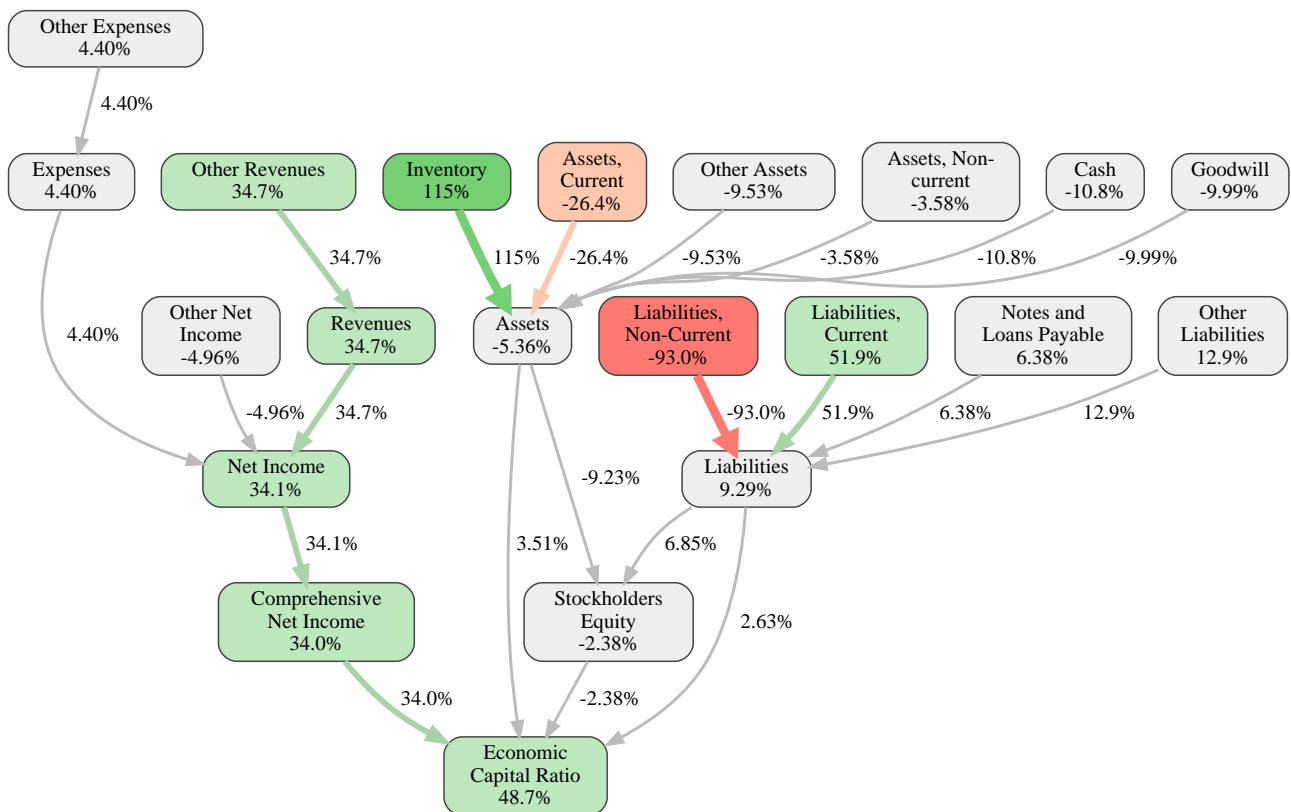 Other Expenses
4.40%
4.40%
Expenses
4.40%
Other Revenues
34.7%
Inventory
115%
Assets,
Current
-26.4%
Other Assets
-9.53%
Assets, Non-
current
-3.58%
Cash
-10.8%
Goodwill
-9.99%
34.7%
115%
-26.4%
-9.53%
-3.58%
-10.8%
-9.99%
4.40%
Other Net
Income
-4.96%
Revenues
34.7%
Assets
-5.36%
Liabilities,
Non-Current
-93.0%
Liabilities,
Current
51.9%
Notes and
Loans Payable
6.38%
Other
Liabilities
12.9%
-4.96%
34.7%
-93.0%
51.9%
6.38%
12.9%
Net Income
34.1%
-9.23%
Liabilities
9.29%
34.1%
3.51%
6.85%
Comprehensive
Net Income
34.0%
Stockholders
Equity
-2.38%
2.63%
34.0%
-2.38%
Economic
Capital Ratio
48.7%